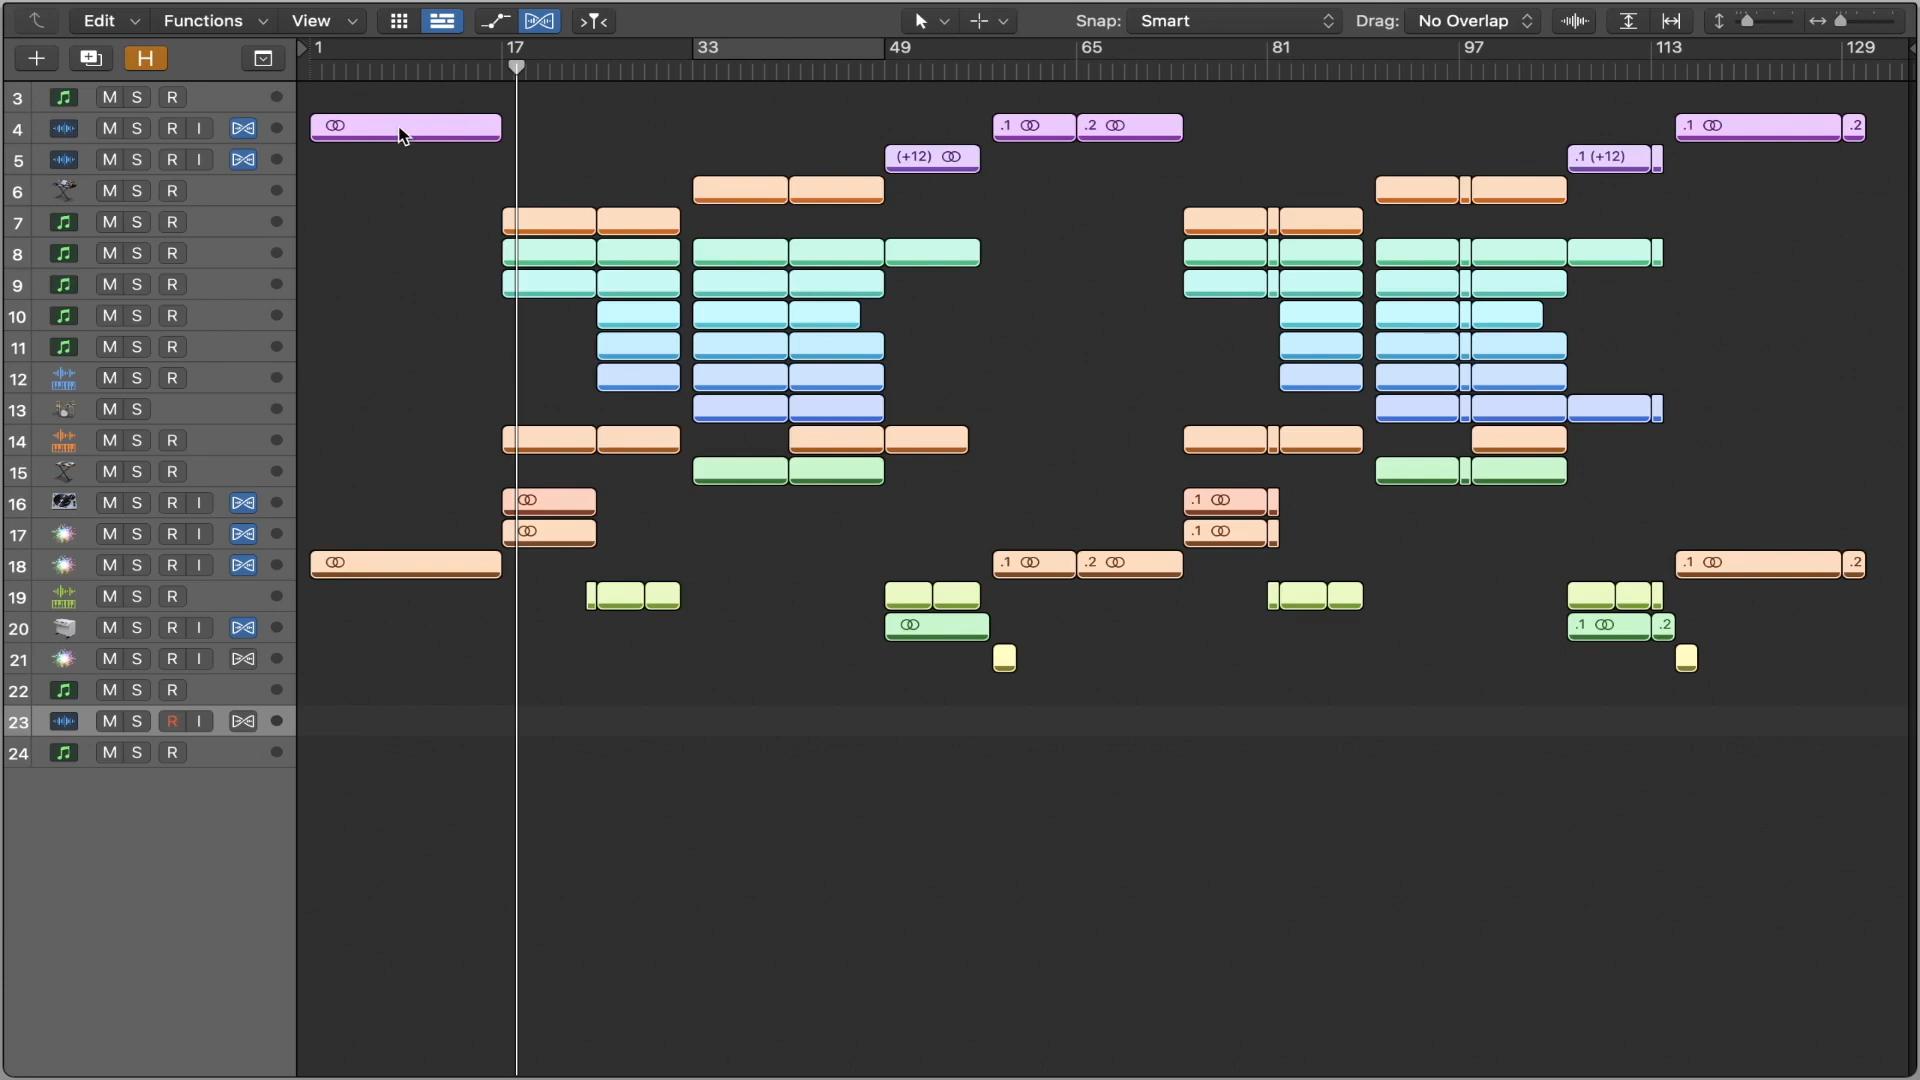 Edit Functions View Snap: Smart Drag: No Overlap
H 1 17 33 49 65 81 97 113 129
3 M S R
4 M S R I .1 .2 .1 .2
5 M S R I (+12) .1 (+12)
6 M S R
7 M S R
8 M S R
9 M S R
10 M S R
11 M S R
12 M S R
13 M S
14 M S R
15 M S R
16 M S R I .1
17 M S R I .1
18 M S R I .1 .2 .1 .2
19 M S R
20 M S R I .1 .2
21 M S R I
22 M S R
23 M S R I
24 M S R